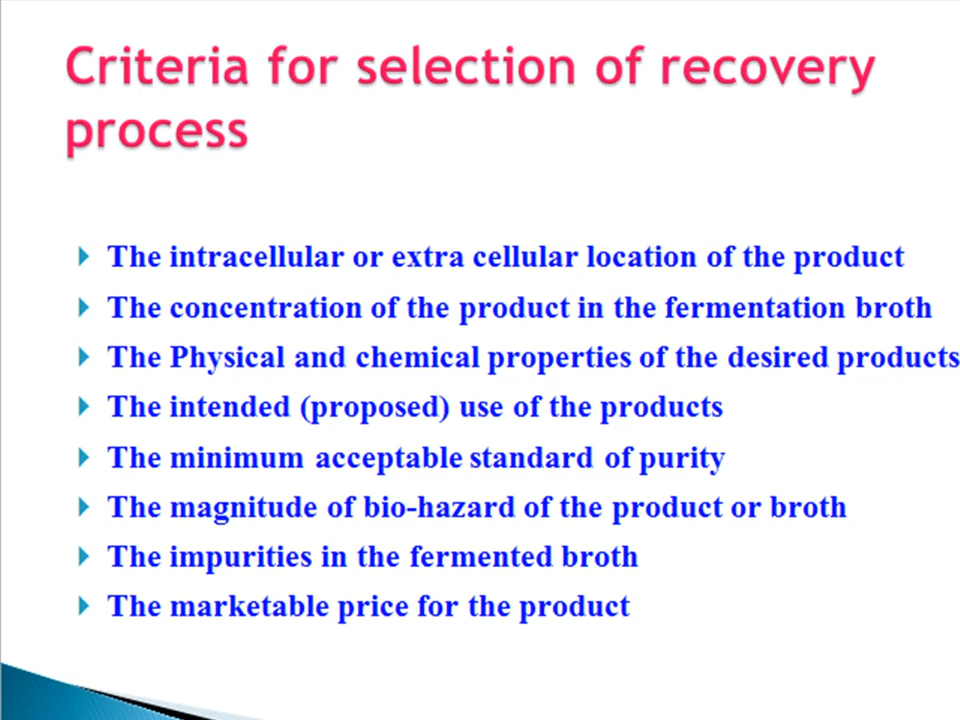 Criteria for selection of recovery
process
The intracellular or extra cellular location of the product
The concentration of the product in the fermentation broth
The Physical and chemical properties of the desired products
The intended (proposed) use of the products
The minimum acceptable standard of purity
The magnitude of bio-hazard of the product or broth
The impurities in the fermented broth
The marketable price for the product